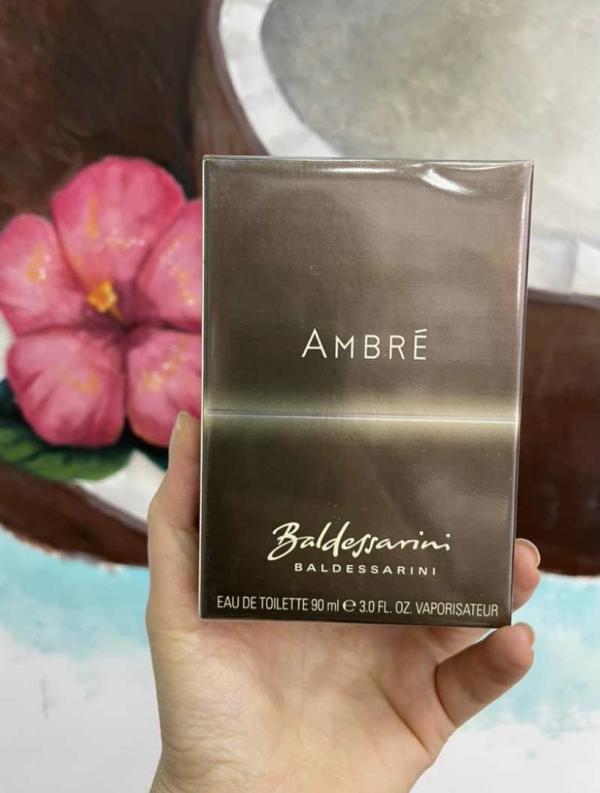 AMBRÉ
Baldessarini
BALDESSARINI
EAU DE TOILETTE 90 ml ℮ 3.0 FL. OZ. VAPORISATEUR